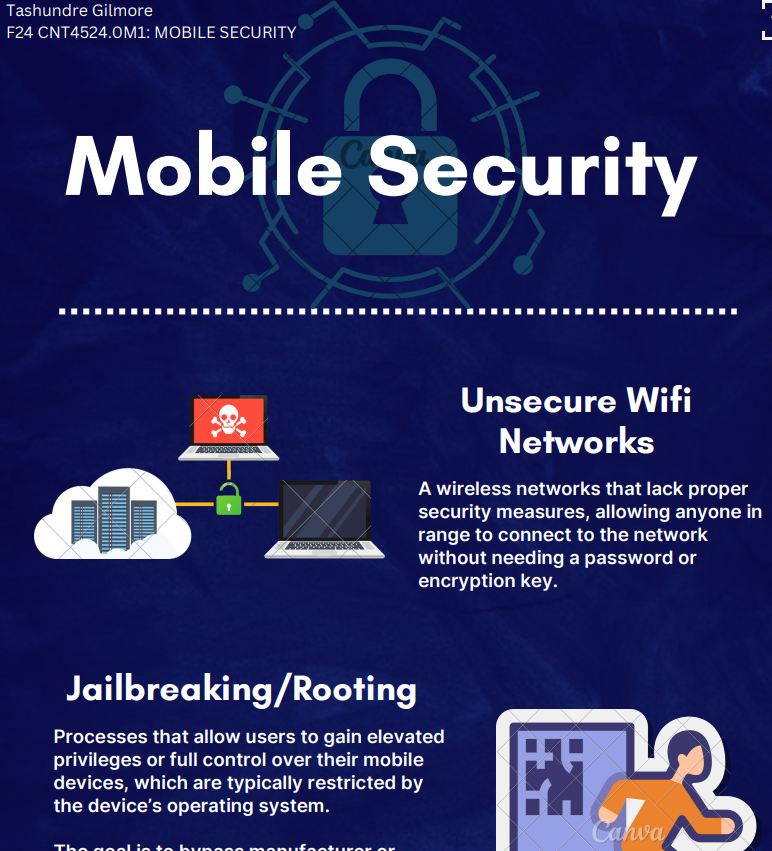 Tashundre Gilmore
F24 CNT4524.0M1: MOBILE SECURITY
Canva
Mobile Security
Unsecure Wifi
Networks
A wireless networks that lack proper
security measures, allowing anyone in
range to connect to the network
without needing a password or
encryption key.
Jailbreaking/Rooting
Processes that allow users to gain elevated
privileges or full control over their mobile
devices, which are typically restricted by
the device’s operating system.
Canva
The goal is to bypass manufacturer or